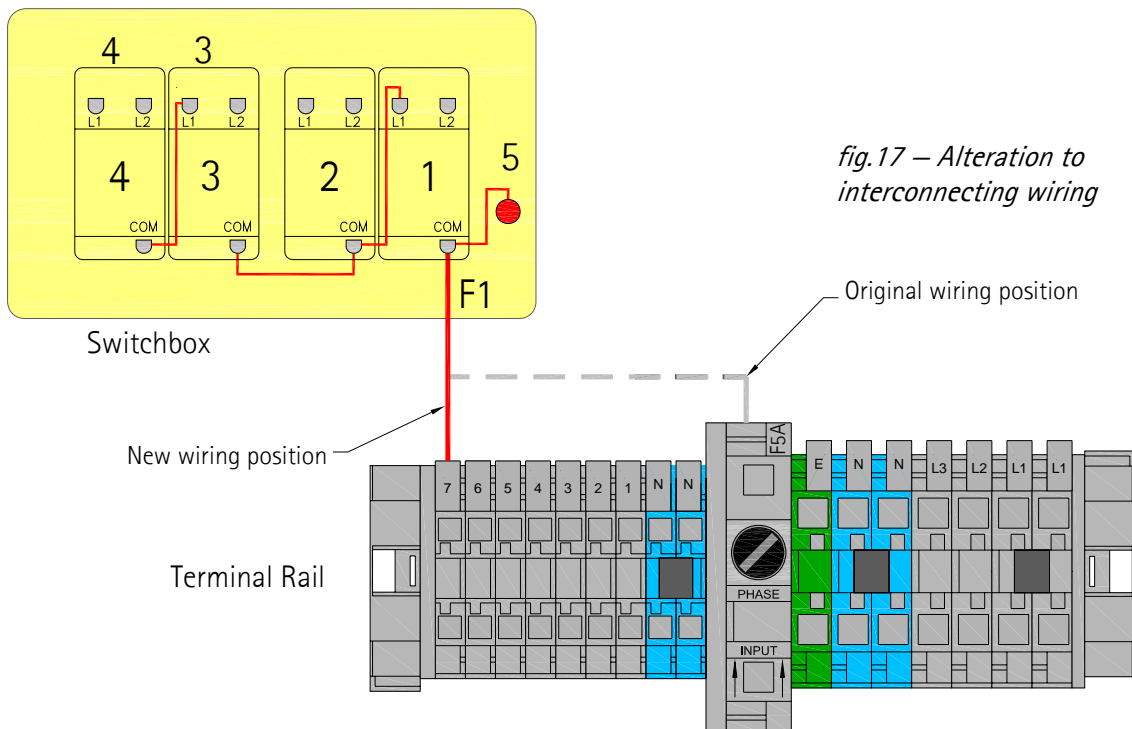 4 3
L1 L2 L1 L2 L1 L2 L1 L2
4 3 2 1 5
COM COM COM COM
F1
Switchbox
fig.17 – Alteration to
interconnecting wiring
Original wiring position
New wiring position
F5A
7 6 5 4 3 2 1 N N E N N L3 L2 L1 L1
Terminal Rail
PHASE
INPUT